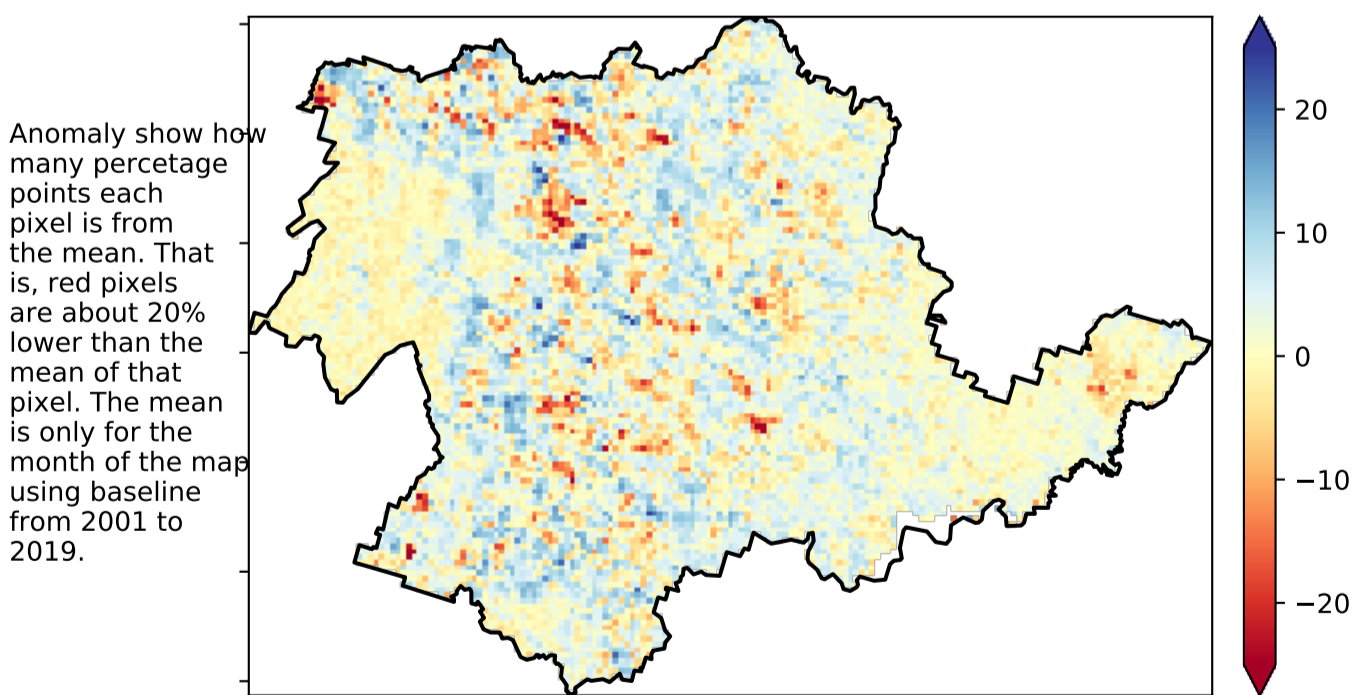 Anomaly show how
many percetage
points each
pixel is from
the mean. That
is, red pixels
are about 20%
lower than the
mean of that
pixel. The mean
is only for the
month of the map
using baseline
from 2001 to
2019.
20
10
0
−10
−20